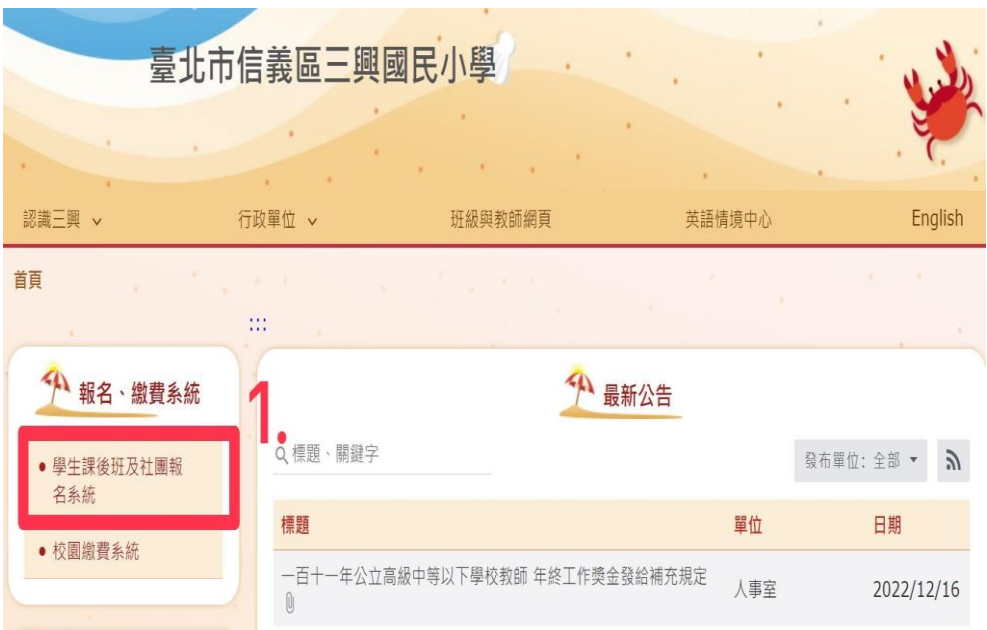 臺北市信義區三興國民小學
認識三興
行政單位
班級與教師網頁
英語情境中心
English
首頁
:::
報名、繳費系統
學生課後班及社團報
名系統
校園繳費系統
1.
最新公告
標題、關鍵字
發布單位: 全部
標題
單位
日期
一百十一年公立高級中等以下學校教師 年終工作獎金發給補充規定
人事室
2022/12/16